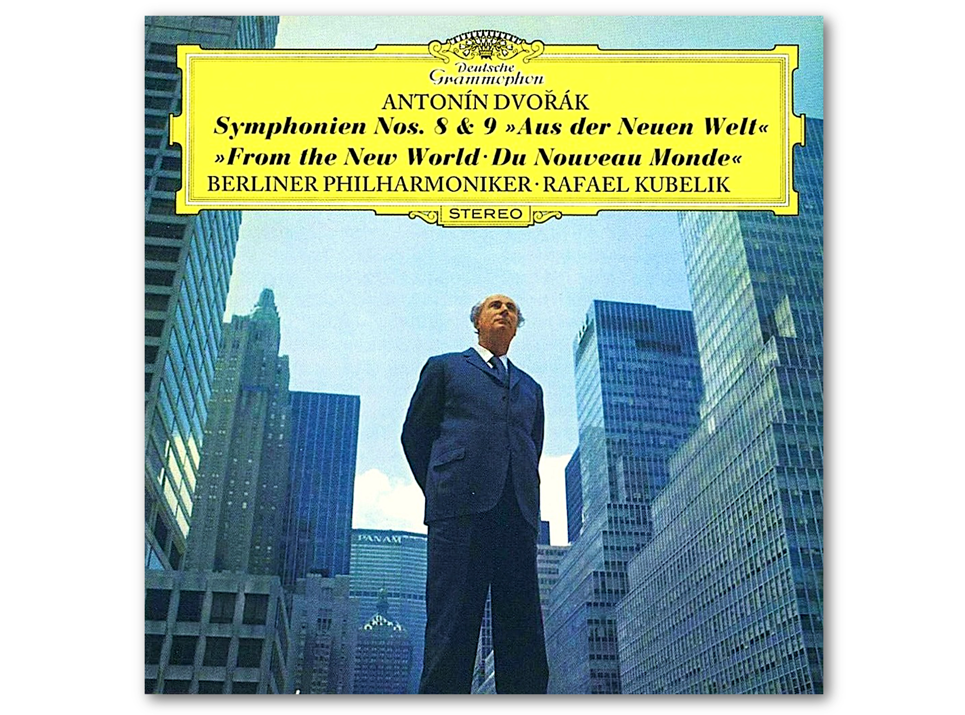 Deutsche
Grammophon
ANTONÍN DVOŘÁK
Symphonien Nos. 8 & 9 »Aus der Neuen Welt«
»From the New World · Du Nouveau Monde«
BERLINER PHILHARMONIKER · RAFAEL KUBELIK
STEREO
PAN AM